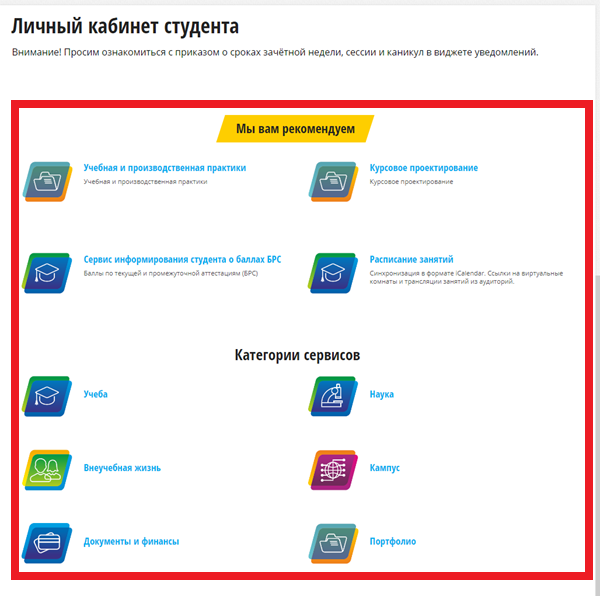 Личный кабинет студента
Внимание! Просим ознакомиться с приказом о сроках зачётной недели, сессии и каникул в виджете уведомлений.
Мы вам рекомендуем
Учебная и производственная практики
Учебная и производственная практики
Курсовое проектирование
Курсовое проектирование
Сервис информирования студента о баллах БРС
Баллы по текущей и промежуточной аттестациям (БРС)
Расписание занятий
Синхронизация в формате iCalendar. Ссылки на виртуальные
комнаты и трансляции занятий из аудиторий.
Категории сервисов
Учеба
Наука
Внеучебная жизнь
Кампус
Документы и финансы
Портфолио